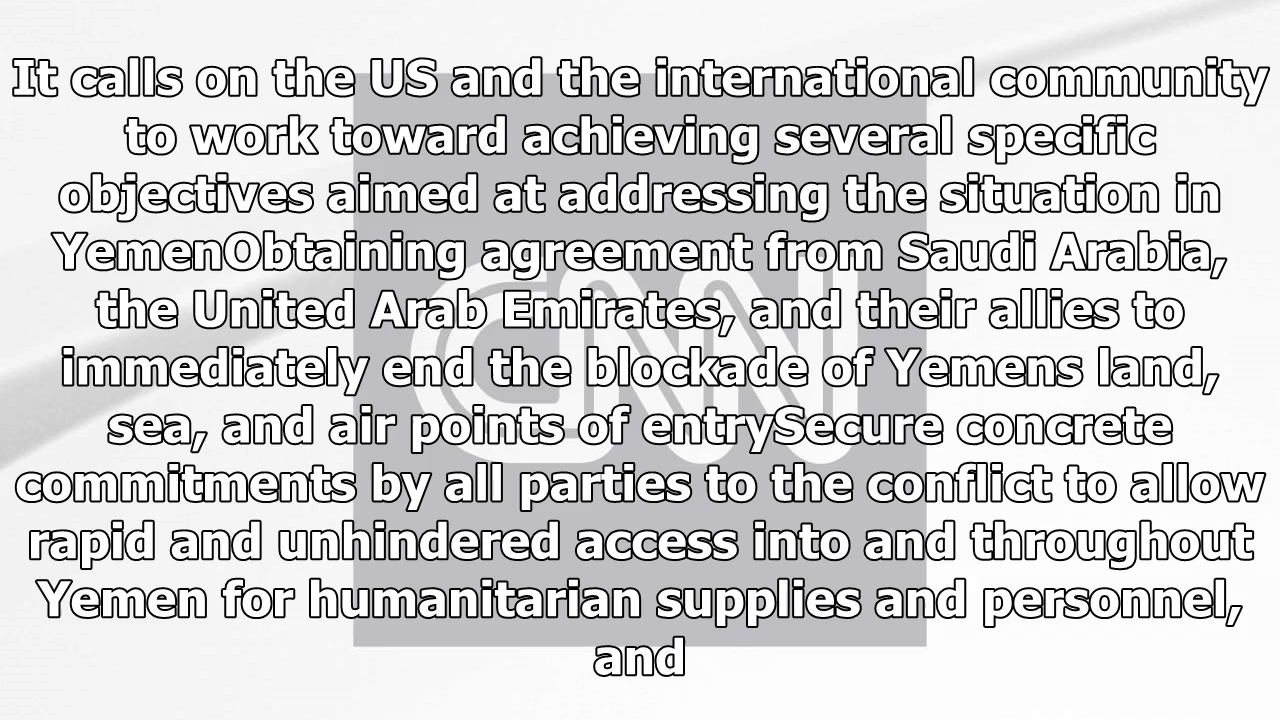 It calls on the US and the international community
to work toward achieving several specific
objectives aimed at addressing the situation in
YemenObtaining agreement from Saudi Arabia,
the United Arab Emirates, and their allies to
immediately end the blockade of Yemens land,
sea, and air points of entrySecure concrete
commitments by all parties to the conflict to allow
rapid and unhindered access into and throughout
Yemen for humanitarian supplies and personnel,
and
CNN